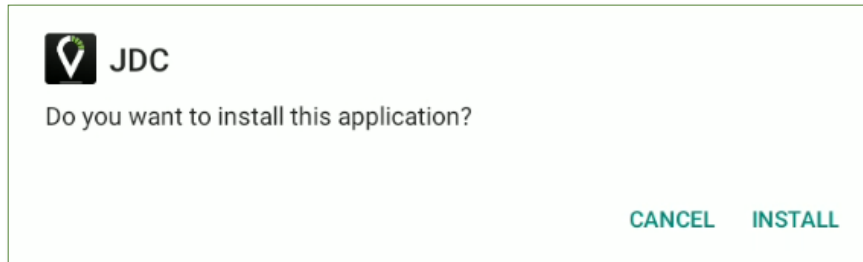 JDC
Do you want to install this application?
CANCEL INSTALL